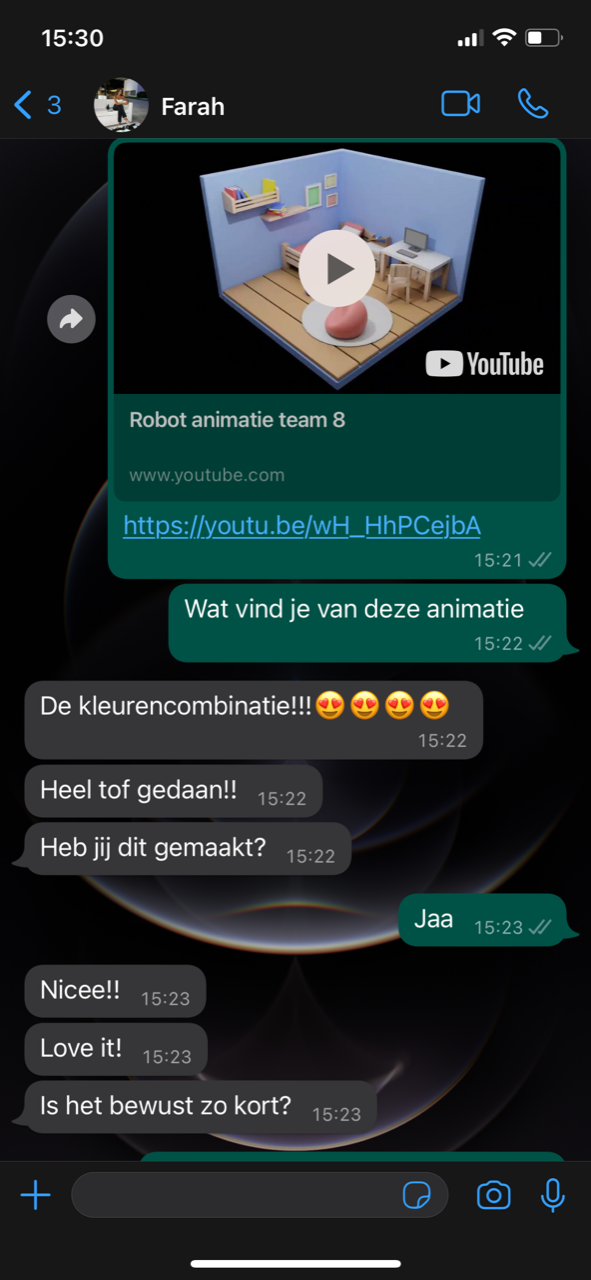 15:30
3
Farah
YouTube
Robot animatie team 8
www.youtube.com
https://youtu.be/wH_HhPCejbA
15:21
Wat vind je van deze animatie
15:22
De kleurencombinatie!!!😍😍😍😍
15:22
Heel tof gedaan!! 15:22
Heb jij dit gemaakt? 15:22
Jaa 15:23
Nicee!! 15:23
Love it! 15:23
Is het bewust zo kort? 15:23